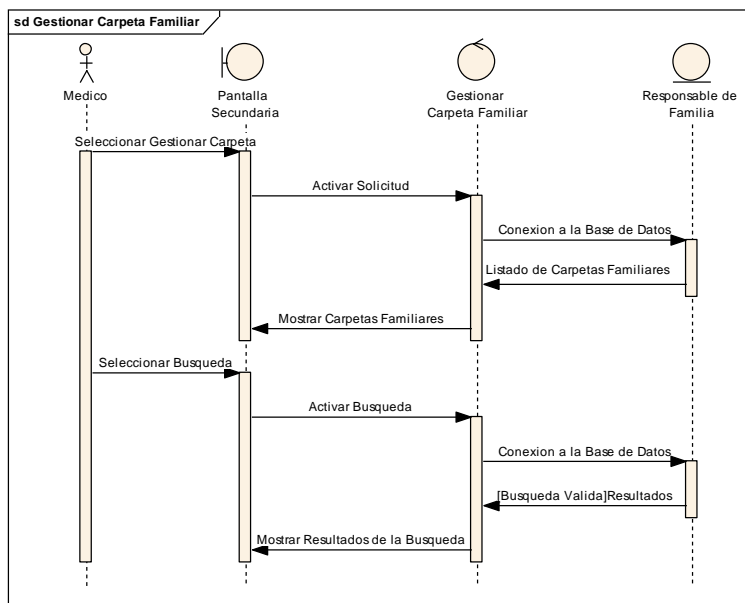 sd Gestionar Carpeta Familiar
Medico
Pantalla
Secundaria
Gestionar
Carpeta Familiar
Responsable de
Familia
Seleccionar Gestionar Carpeta
Activar Solicitud
Conexion a la Base de Datos
Listado de Carpetas Familiares
Mostrar Carpetas Familiares
Seleccionar Busqueda
Activar Busqueda
Conexion a la Base de Datos
[Busqueda Valida]Resultados
Mostrar Resultados de la Busqueda